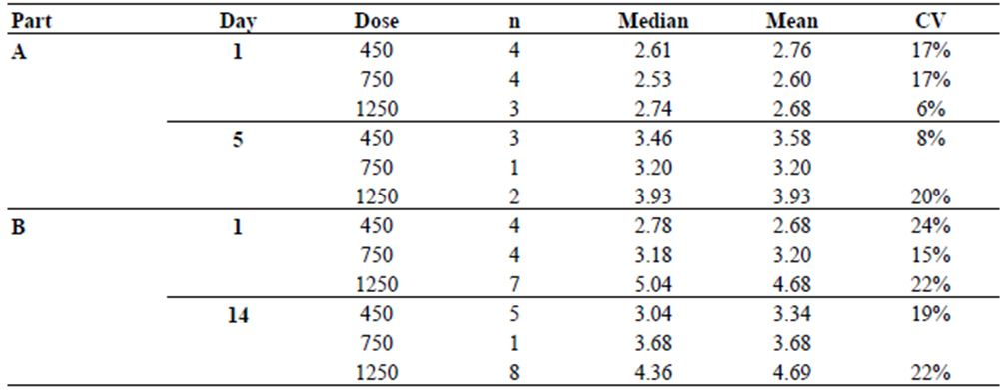 Part Day Dose n Median Mean CV
A 1 450 4 2.61 2.76 17%
750 4 2.53 2.60 17%
1250 3 2.74 2.68 6%
5 450 3 3.46 3.58 8%
750 1 3.20 3.20
1250 2 3.93 3.93 20%
B 1 450 4 2.78 2.68 24%
750 4 3.18 3.20 15%
1250 7 5.04 4.68 22%
14 450 5 3.04 3.34 19%
750 1 3.68 3.68
1250 8 4.36 4.69 22%